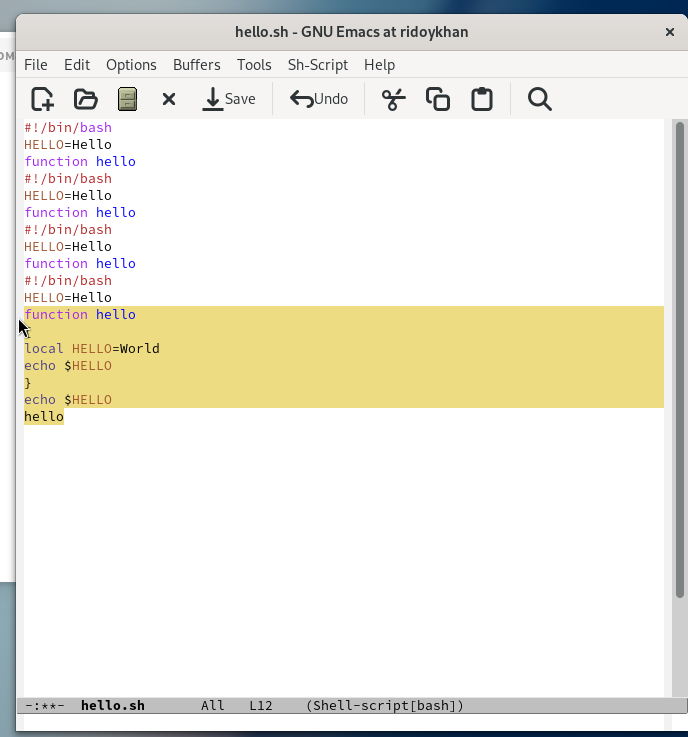 OM
hello.sh - GNU Emacs at ridoykhan
File Edit Options Buffers Tools Sh-Script Help
Save Undo
#!/bin/bash
HELLO=Hello
function hello
#!/bin/bash
HELLO=Hello
function hello
#!/bin/bash
HELLO=Hello
function hello
#!/bin/bash
HELLO=Hello
function hello
{
local HELLO=World
echo $HELLO
}
echo $HELLO
hello
-:**- hello.sh All L12 (Shell-script[bash])